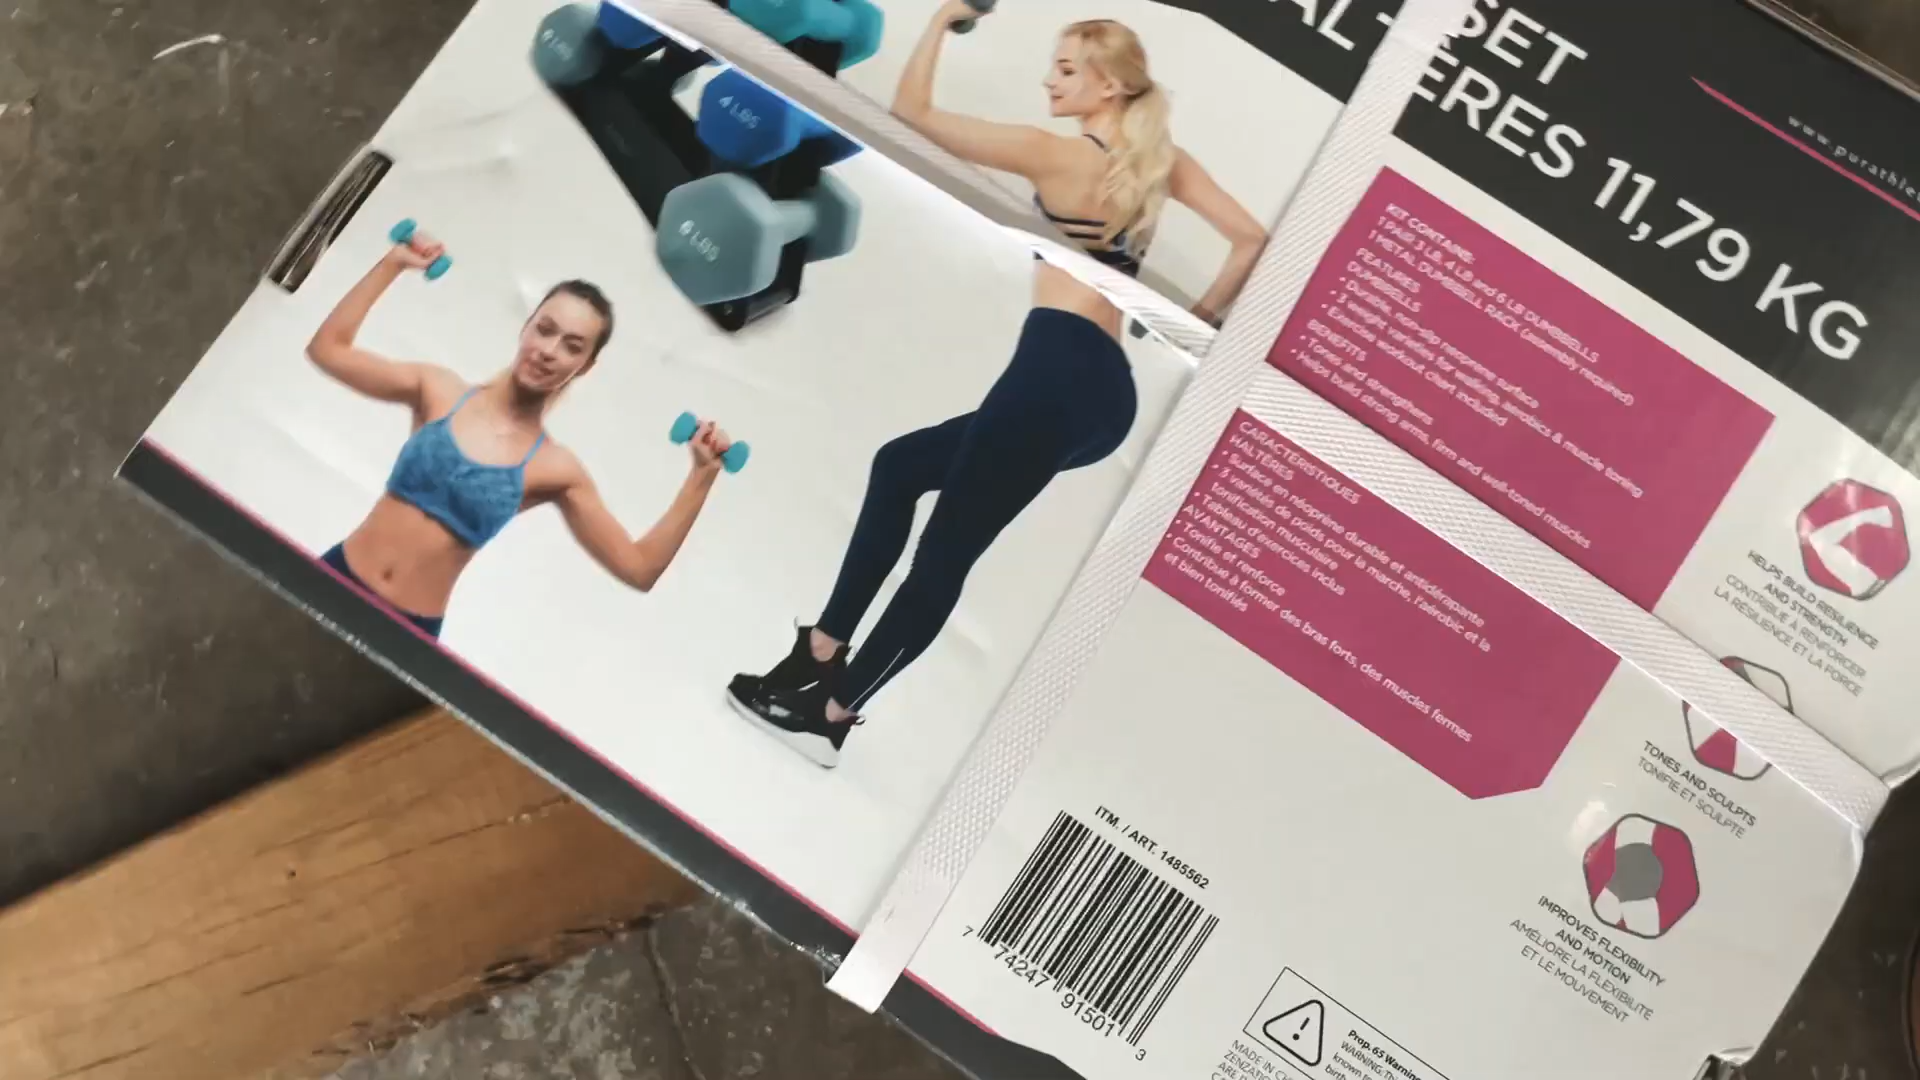 SET
ERES 11,79 KG
KIT CONTAINS:
1 PAIR 3 LB, 4 LB and 6 LB DUMBBELLS
1 METAL DUMBBELL RACK (assembly required)
FEATURES
DUMBBELLS
• Durable, non-slip neoprene surface
• 3 weight varieties for walking, aerobics & muscle toning
• Exercise workout chart included
BENEFITS
• Tones and strengthens
• Helps build strong arms, firm and well-toned muscles
CARACTÉRISTIQUES
HALTÈRES
• Surface en néoprène durable et antidérapante
• 3 variétés de poids pour la marche, l'aérobic et la
tonification musculaire
• Tableau d'exercices inclus
AVANTAGES
• Tonifie et renforce
• Contribue à former des bras forts, des muscles fermes
et bien tonifiés
HELPS BUILD RESILIENCE
AND STRENGTH
CONTRIBUE À RENFORCER
LA RÉSILIENCE ET LA FORCE
TONES AND SCULPTS
TONIFIE ET SCULPTE
IMPROVES FLEXIBILITY
AND MOTION
AMÉLIORE LA FLEXIBILITÉ
ET LE MOUVEMENT
4 LBS
6 LBS
ITM. / ART. 1485562
7 74247 91501 3
Prop. 65 Warning
MADE IN